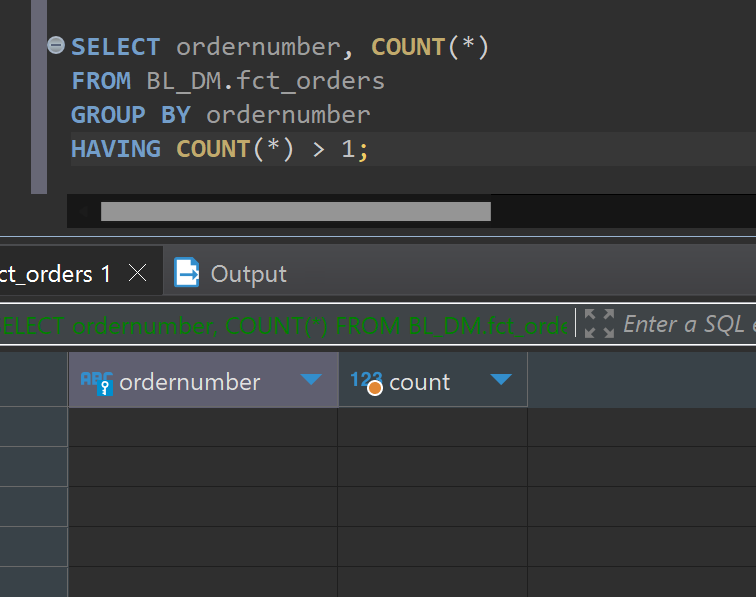 SELECT ordernumber, COUNT(*)
FROM BL_DM.fct_orders
GROUP BY ordernumber
HAVING COUNT(*) > 1;
ct_orders 1 Output
ELECT ordernumber, COUNT(*) FROM BL_DM.fct_orde Enter a SQL e
ABC ordernumber 123 count